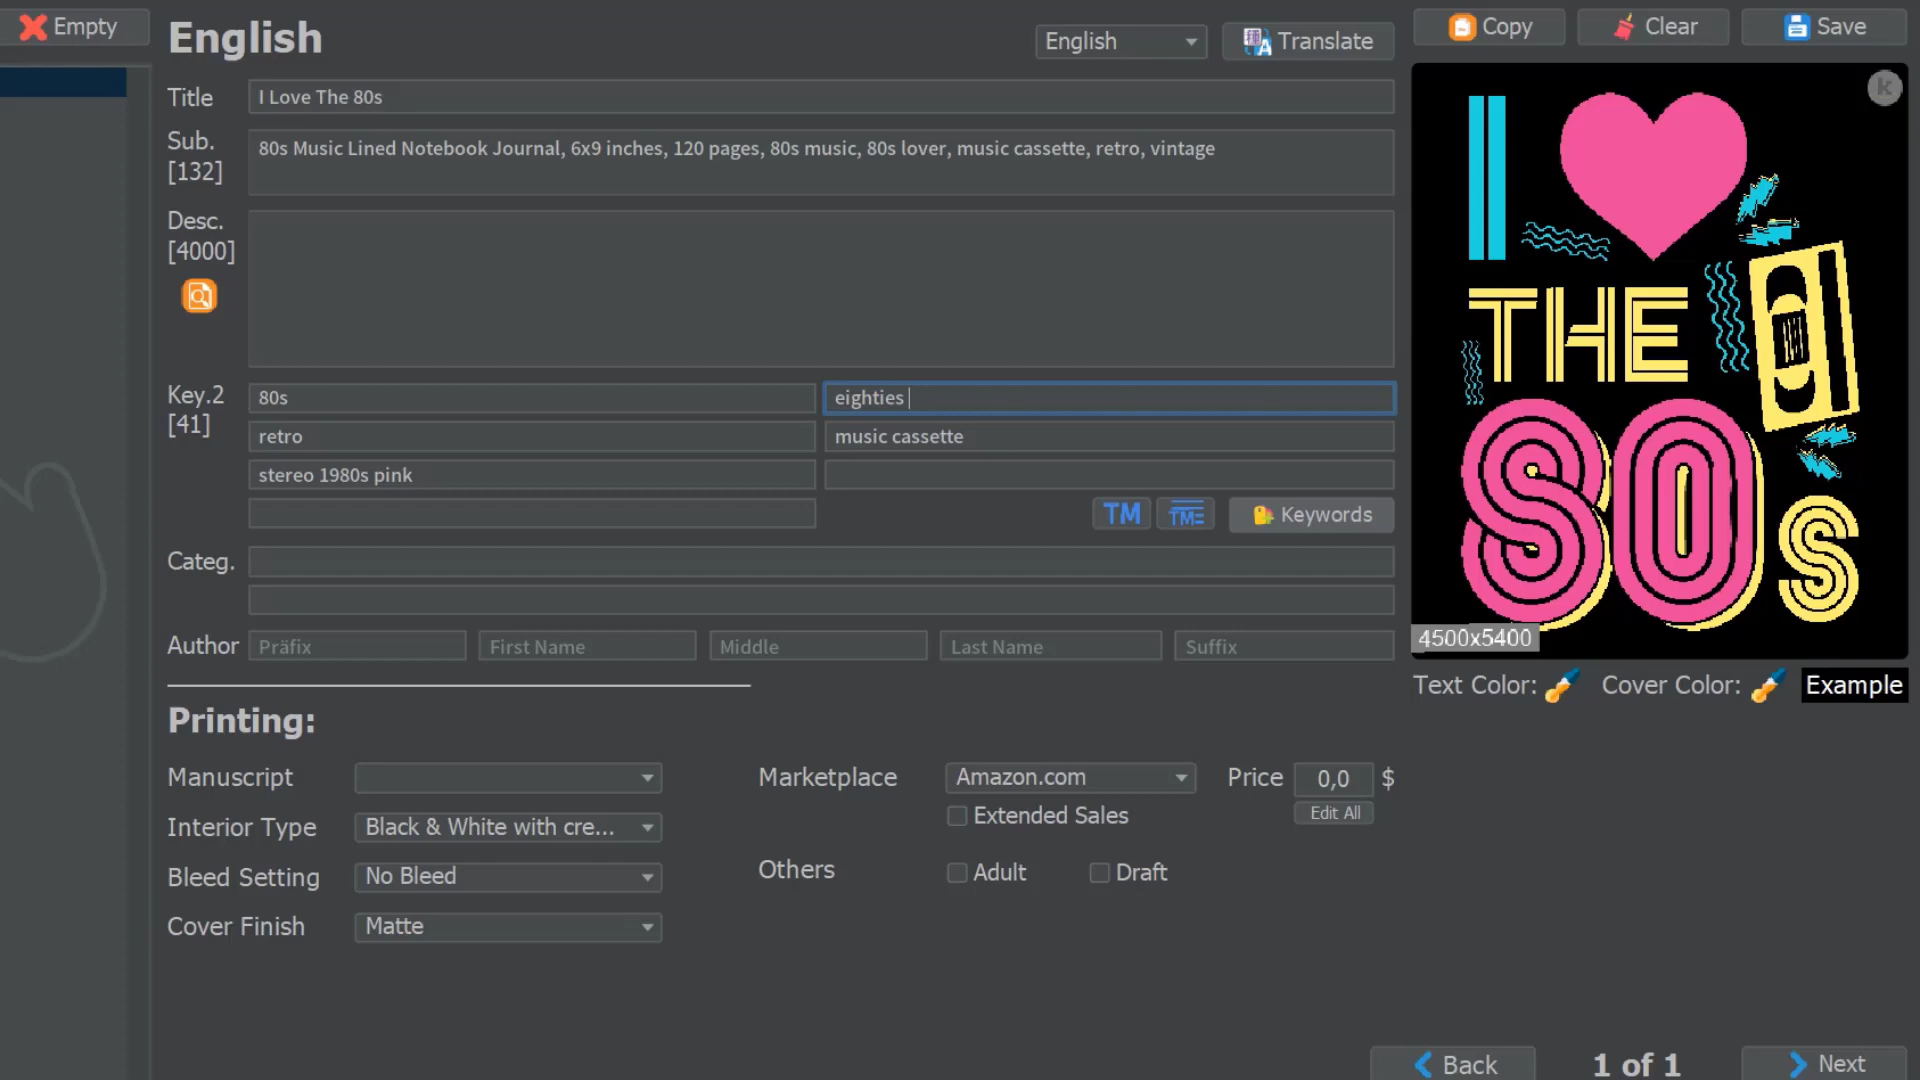 Empty
English
English
Translate
Copy
Clear
Save
Title
I Love The 80s
Sub.
[132]
80s Music Lined Notebook Journal, 6x9 inches, 120 pages, 80s music, 80s lover, music cassette, retro, vintage
Desc.
[4000]
Key.2
[41]
80s
eighties
retro
music cassette
stereo 1980s pink
TM
TM
Keywords
Categ.
Author
Präfix
First Name
Middle
Last Name
Suffix
k
I
THE
80s
4500x5400
Text Color:
Cover Color:
Example
Printing:
Manuscript
Interior Type
Black & White with cre...
Bleed Setting
No Bleed
Cover Finish
Matte
Marketplace
Amazon.com
Price
0,0
$
Extended Sales
Edit All
Others
Adult
Draft
Back
1 of 1
Next